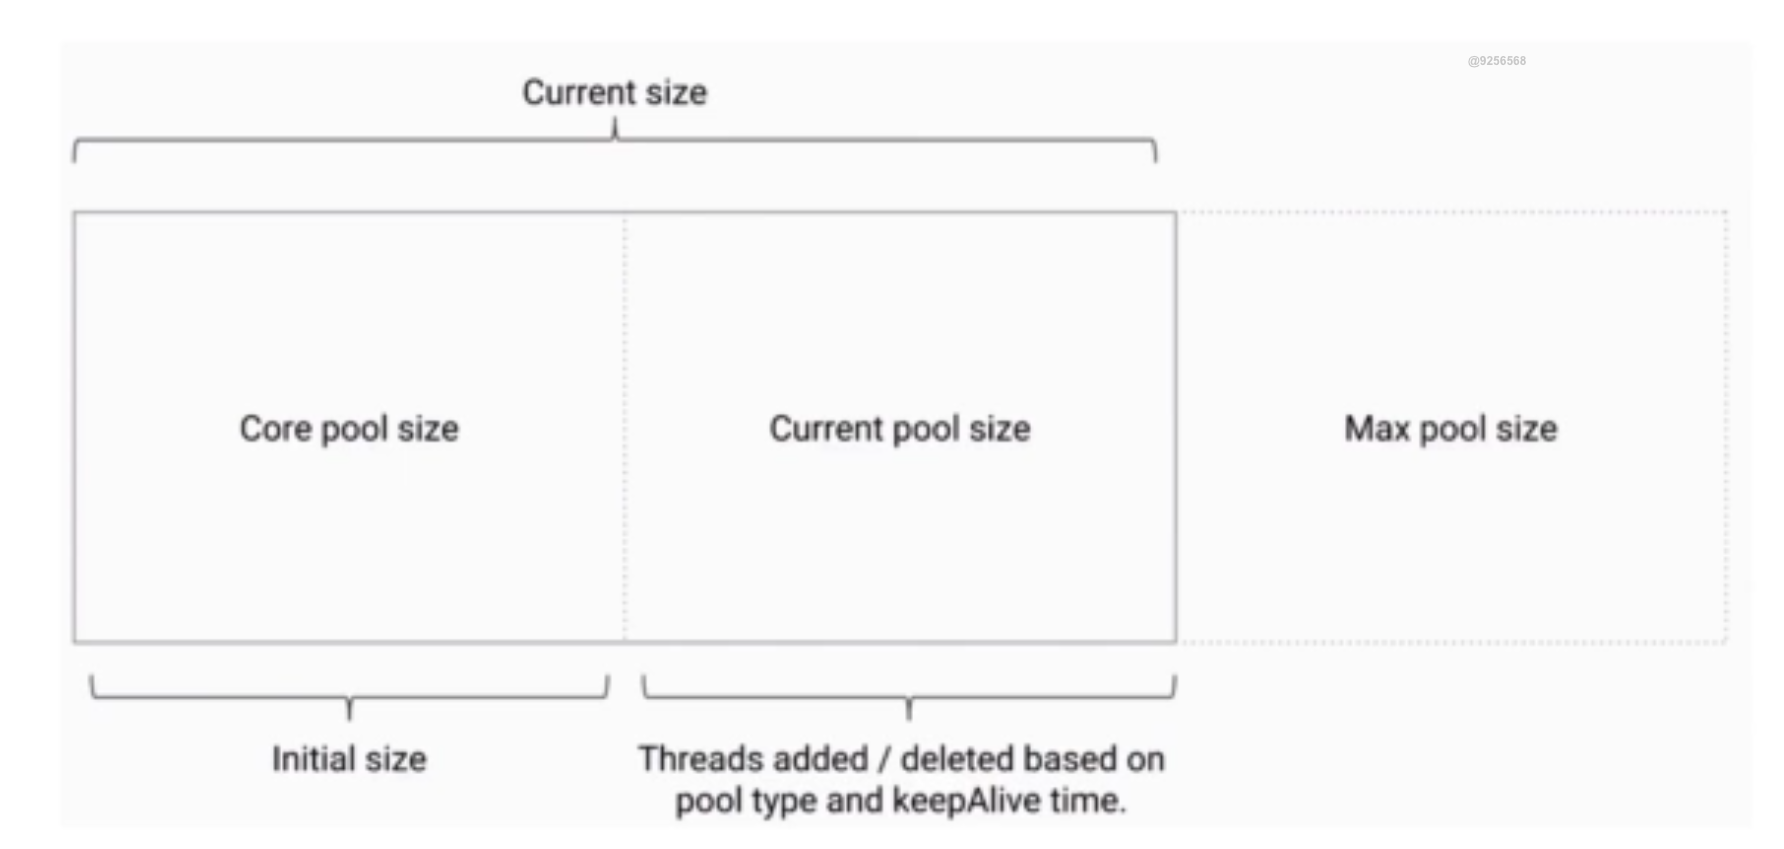 @9256568
Current size
Core pool size
Current pool size
Max pool size
Initial size
Threads added / deleted based on
pool type and keepAlive time.